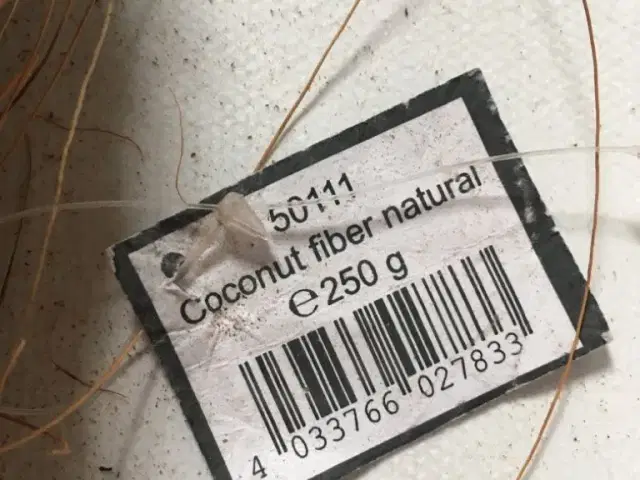 50111
Coconut fiber natural
℮250 g
4 033766 027833